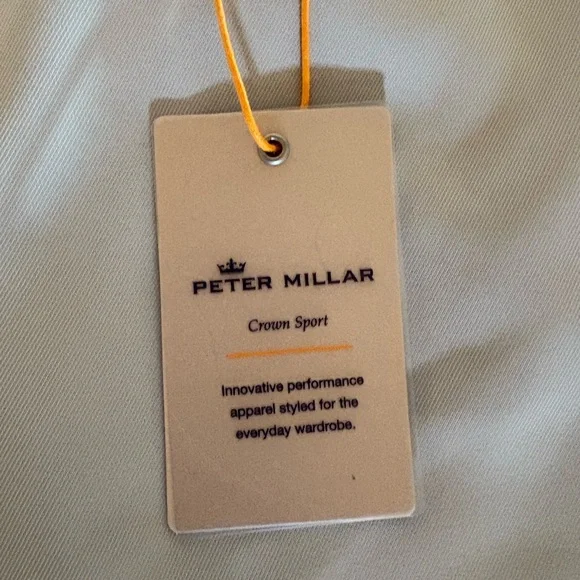 PETER MILLAR
Crown Sport
Innovative performance
apparel styled for the
everyday wardrobe.